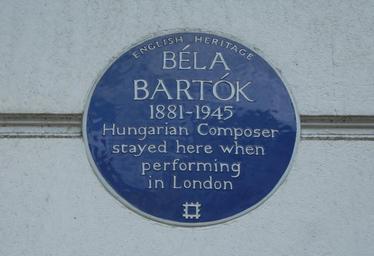 ENGLISH HERITAGE
BÉLA
BARTÓK
1881-1945
Hungarian Composer
stayed here when
performing
in London